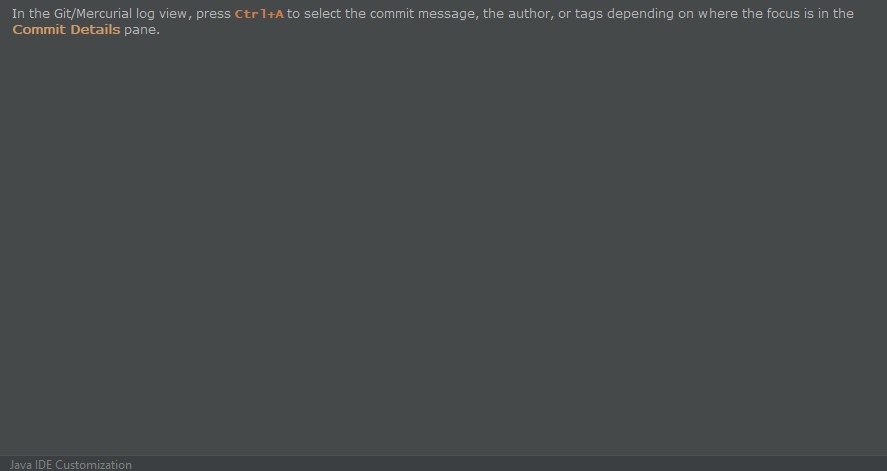 In the Git/Mercurial log view, press Ctrl+A to select the commit message, the author, or tags depending on where the focus is in the
Commit Details pane.
Java IDE Customization